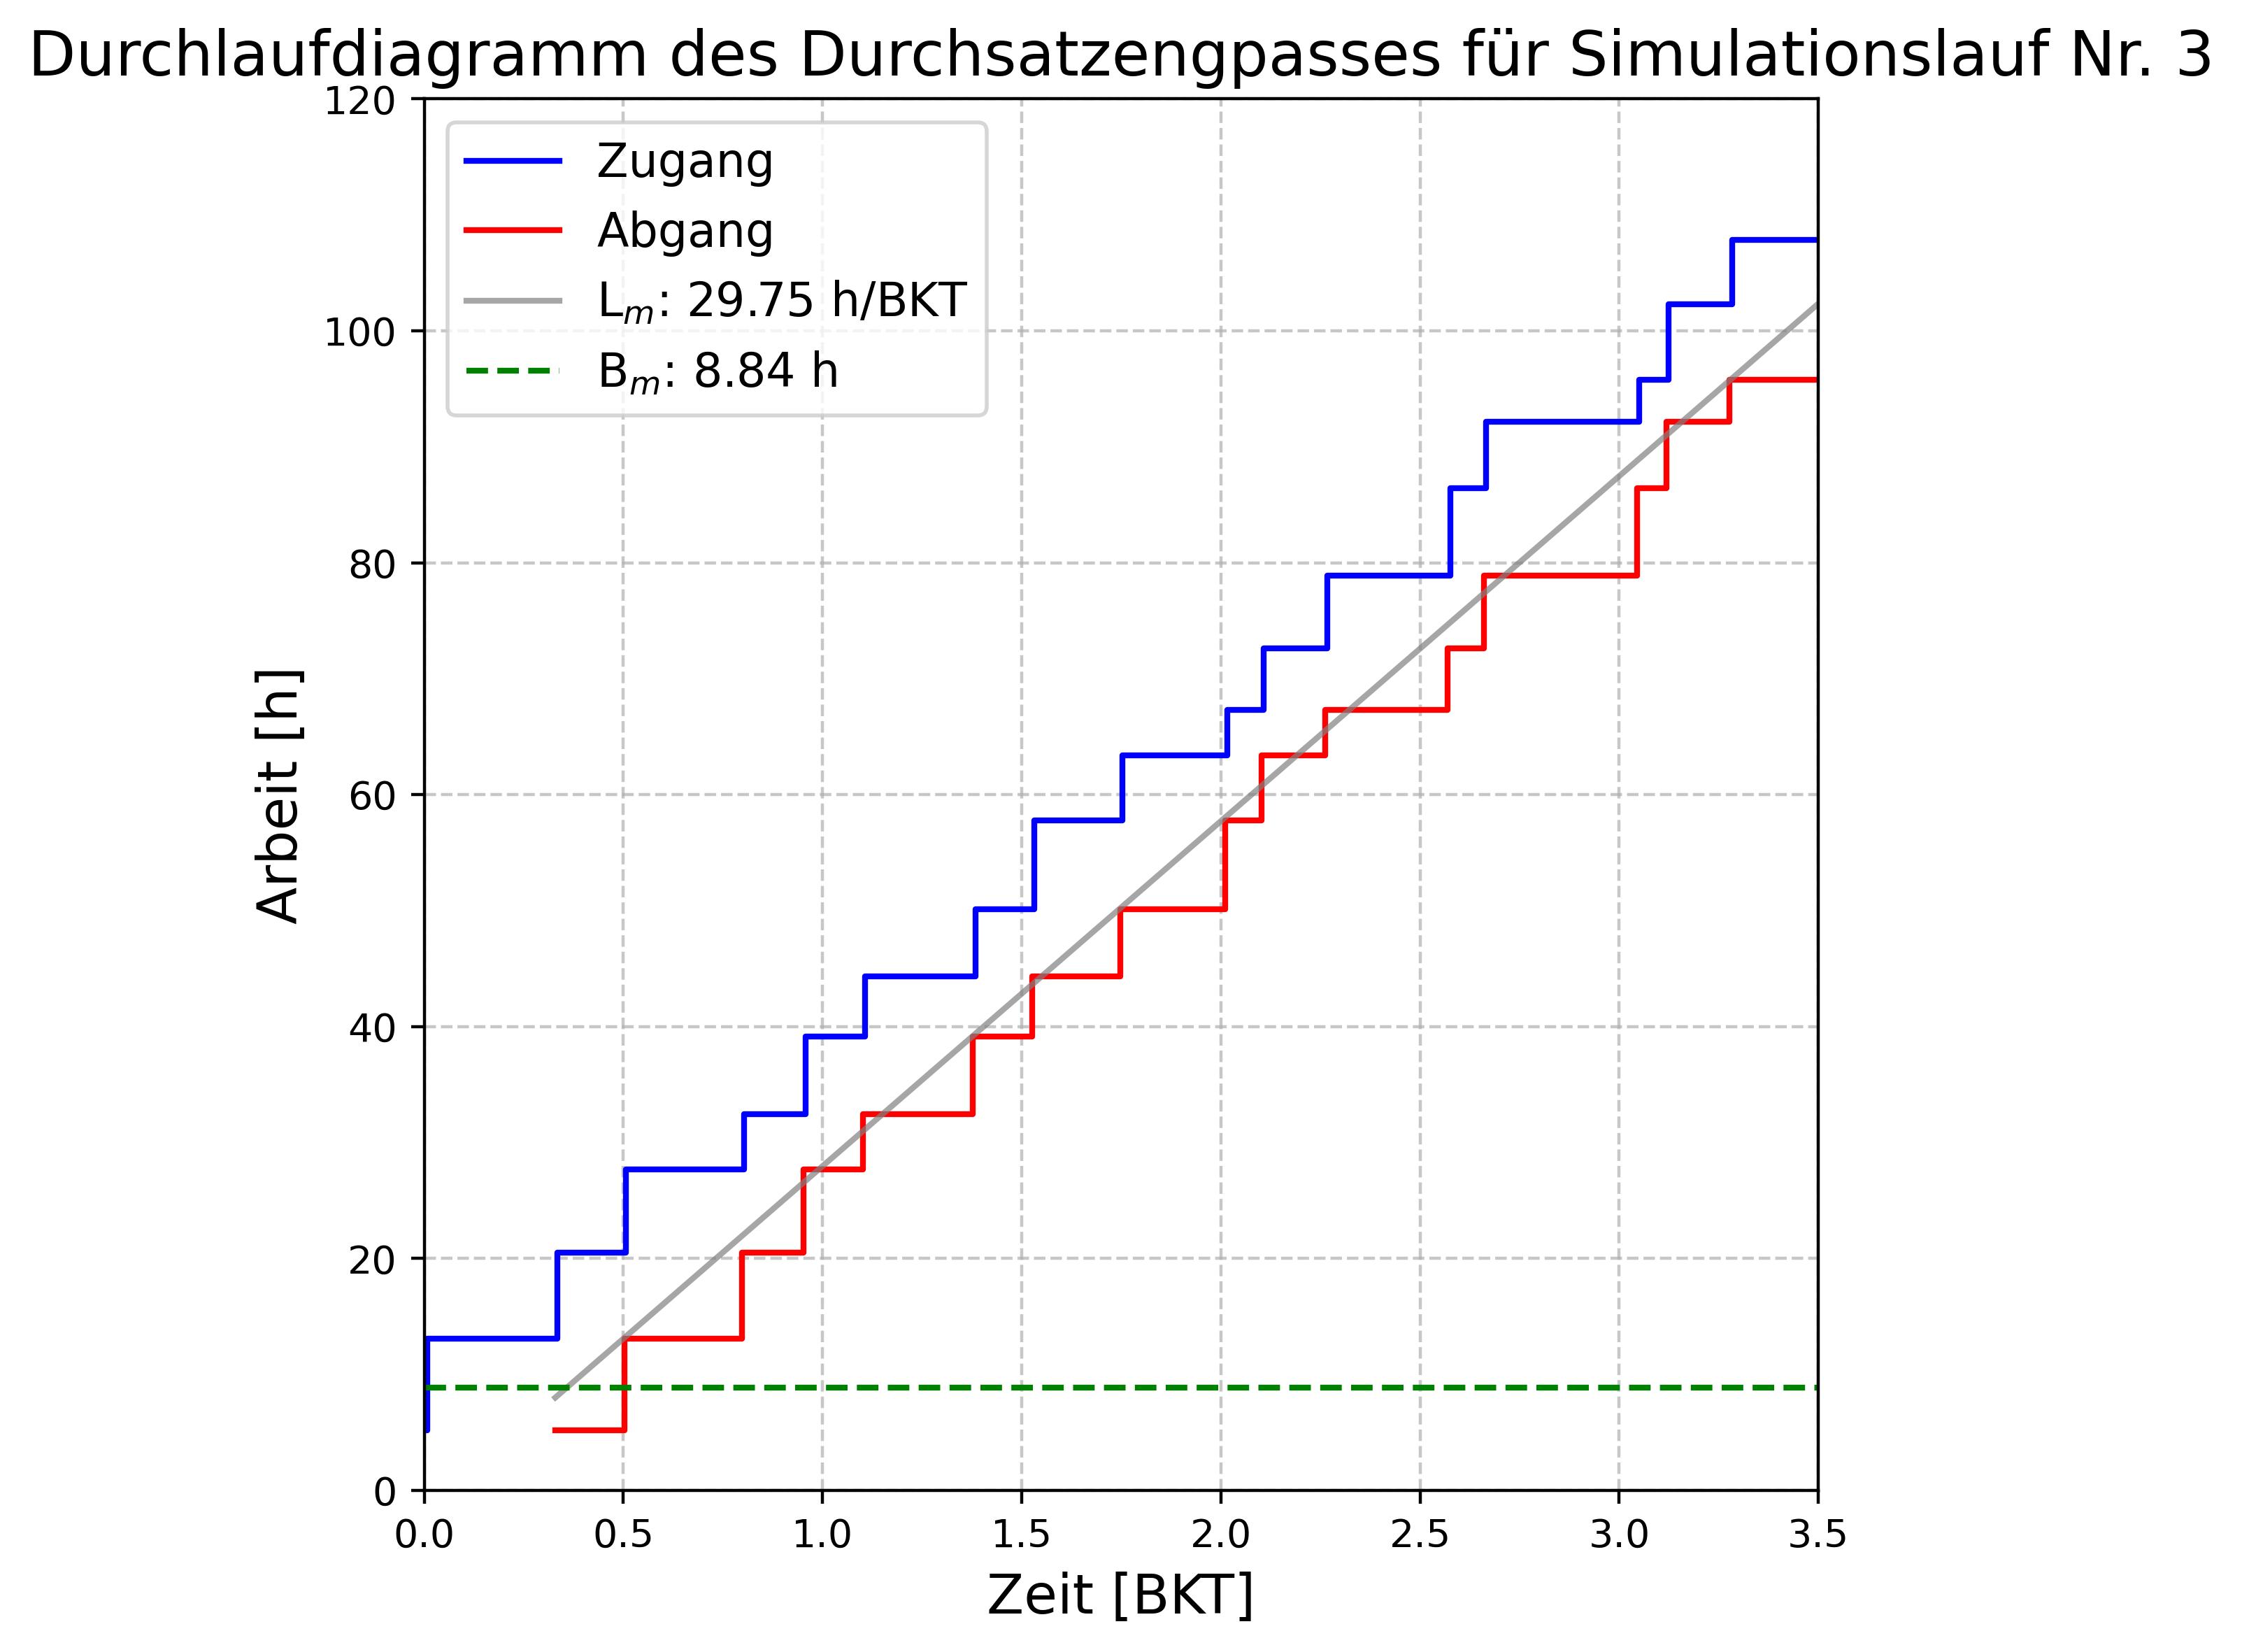 Durchlaufdiagramm des Durchsatzengpasses für Simulationslauf Nr. 3
120
100
80
60
40
20
0
Arbeit [h]
Zugang
Abgang
Lm: 29.75 h/BKT
Bm: 8.84 h
0.0 0.5 1.0 1.5 2.0 2.5 3.0 3.5
Zeit [BKT]